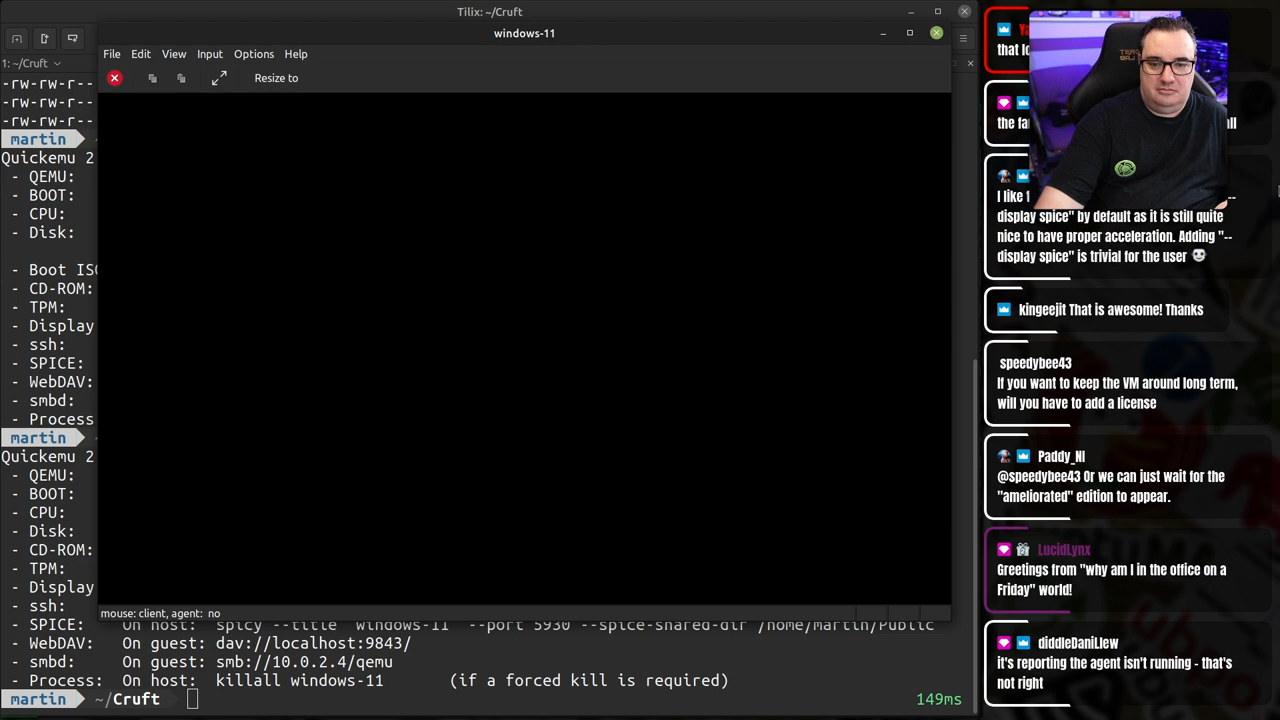 Tilix: ~/Cruft
windows-11
File Edit View Input Options Help
Resize to
1: ~/Cruft
-rw-rw-r--
-rw-rw-r--
-rw-rw-r--
martin
Quickemu 2
- QEMU:
- BOOT:
- CPU:
- Disk:
- Boot ISO
- CD-ROM:
- TPM:
- Display
- ssh:
- SPICE:
- WebDAV:
- smbd:
- Process
martin
Quickemu 2
- QEMU:
- BOOT:
- CPU:
- Disk:
- CD-ROM:
- TPM:
- Display
- ssh:
mouse: client, agent: no
- SPICE: On host: spicy --title "windows-11" --port 5930 --spice-shared-dir /home/martin/Public
- WebDAV: On guest: dav://localhost:9843/
- smbd: On guest: smb://10.0.2.4/qemu
- Process: On host: killall windows-11 (if a forced kill is required)
martin ~/Cruft 149ms
that
the
I like
display spice" by default as it is still quite
nice to have proper acceleration. Adding "--
display spice" is trivial for the user
kingeejit That is awesome! Thanks
speedybee43
If you want to keep the VM around long term,
will you have to add a license
Paddy_NI
@speedybee43 Or we can just wait for the
"ameliorated" edition to appear.
LucidLynx
Greetings from "why am I in the office on a
Friday" world!
diddleDaniLlew
it's reporting the agent isn't running - that's
not right